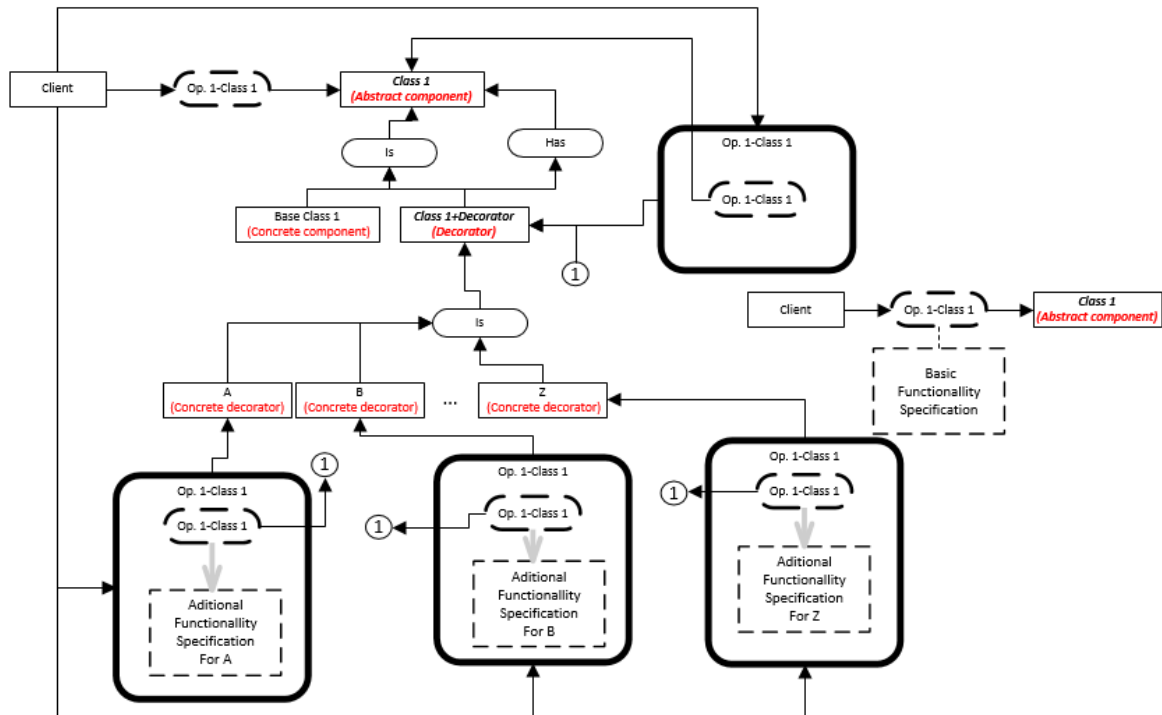 Client
Op. 1-Class 1
Class 1
(Abstract component)
Is
Has
Op. 1-Class 1
Op. 1-Class 1
Base Class 1
(Concrete component)
Class 1+Decorator
(Decorator)
1
Client
Op. 1-Class 1
Class 1
(Abstract component)
Is
Basic
Functionallity
Specification
A
(Concrete decorator)
B
(Concrete decorator)
...
Z
(Concrete decorator)
Op. 1-Class 1
Op. 1-Class 1
1
Aditional
Functionallity
Specification
For A
Op. 1-Class 1
Op. 1-Class 1
1
Aditional
Functionallity
Specification
For B
Op. 1-Class 1
Op. 1-Class 1
1
Aditional
Functionallity
Specification
For Z